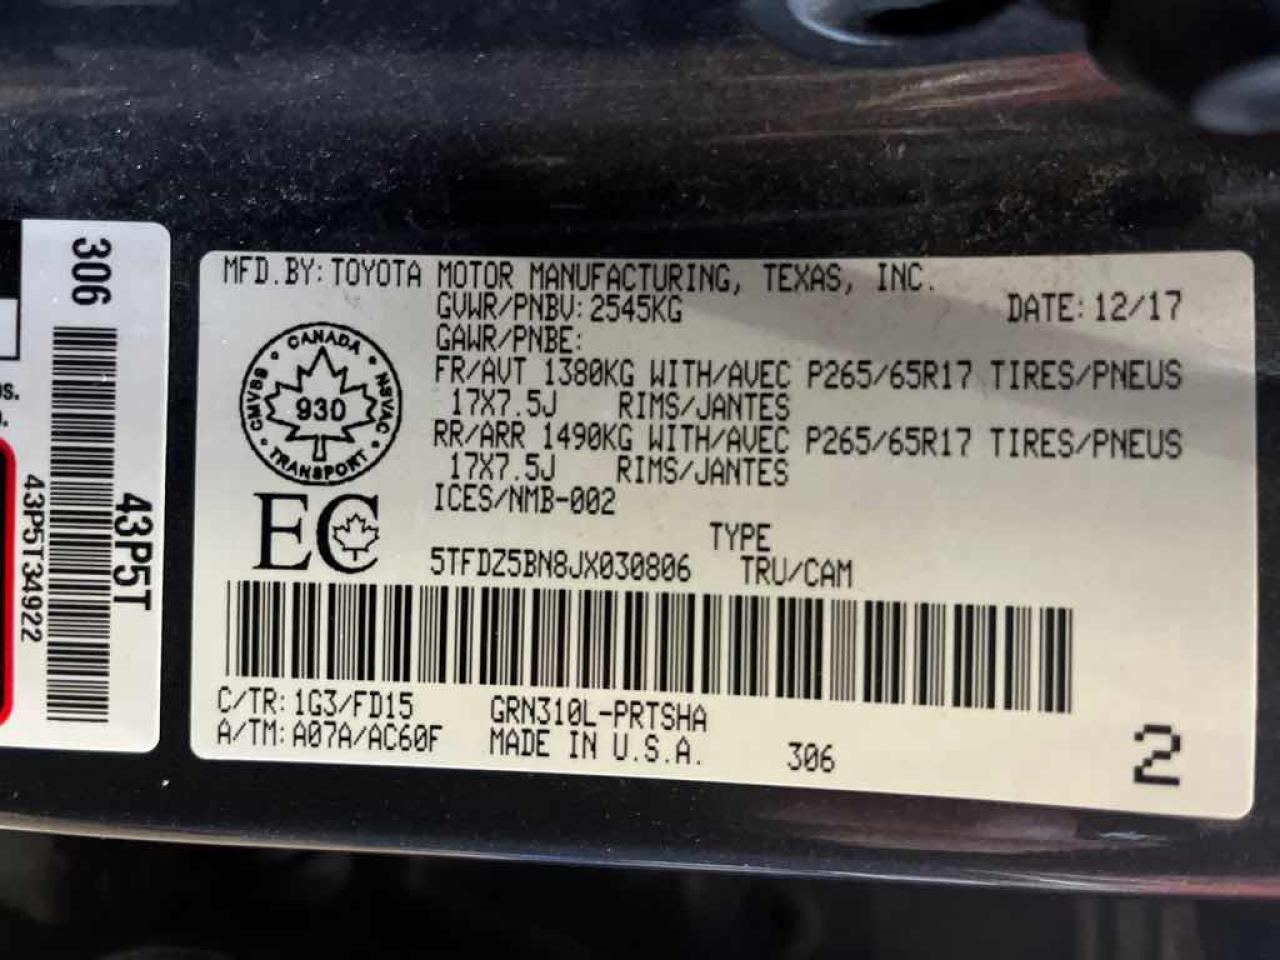 306
43P5T
43P5T34922
os.
MFD.BY: TOYOTA MOTOR MANUFACTURING, TEXAS, INC.
GVWR/PNBV: 2545KG DATE: 12/17
GAWR/PNBE:
FR/AVT 1380KG WITH/AVEC P265/65R17 TIRES/PNEUS
17X7.5J RIMS/JANTES
RR/ARR 1490KG WITH/AVEC P265/65R17 TIRES/PNEUS
17X7.5J RIMS/JANTES
ICES/NMB-002
CANADA
CMVSS
NSVAC
930
TRANSPORT
EC
TYPE
5TFDZ5BN8JX030806 TRU/CAM
C/TR: 1G3/FD15 GRN310L-PRTSHA
A/TM: A07A/AC60F MADE IN U.S.A. 306
2